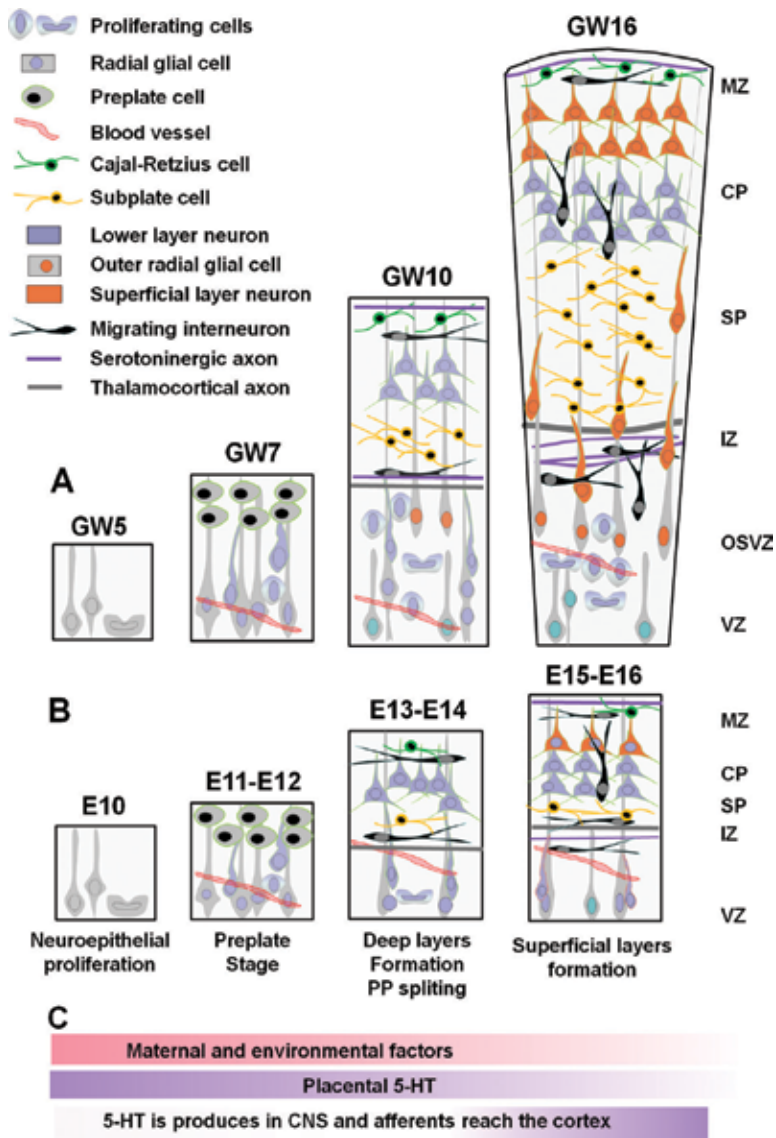 Proliferating cells
Radial glial cell
Preplate cell
Blood vessel
Cajal-Retzius cell
Subplate cell
Lower layer neuron
Outer radial glial cell
Superficial layer neuron
Migrating interneuron
Serotoninergic axon
Thalamocortical axon
A
GW5
GW7
GW10
GW16
MZ
CP
SP
IZ
OSVZ
VZ
B
E10
E11-E12
E13-E14
E15-E16
MZ
CP
SP
IZ
VZ
Neuroepithelial
proliferation
Preplate
Stage
Deep layers
Formation
PP spliting
Superficial layers
formation
C
Maternal and environmental factors
Placental 5-HT
5-HT is produces in CNS and afferents reach the cortex